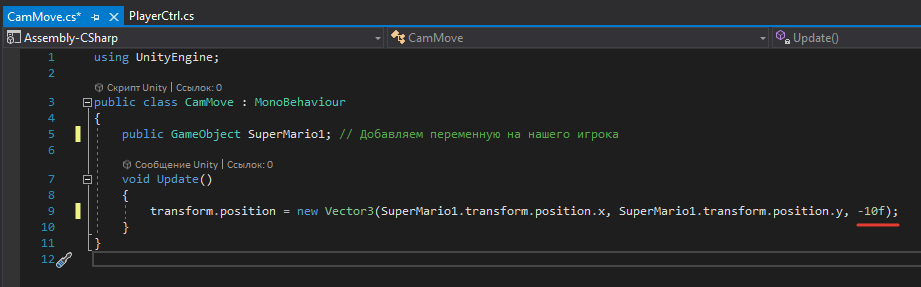 CamMove.cs* PlayerCtrl.cs
Assembly-CSharp CamMove Update()
1 using UnityEngine;
2
Скрипт Unity | Ссылок: 0
3 public class CamMove : MonoBehaviour
4 {
5 public GameObject SuperMario1; // Добавляем переменную на нашего игрока
6
Сообщение Unity | Ссылок: 0
7 void Update()
8 {
9 transform.position = new Vector3(SuperMario1.transform.position.x, SuperMario1.transform.position.y, -10f);
10 }
11 }
12